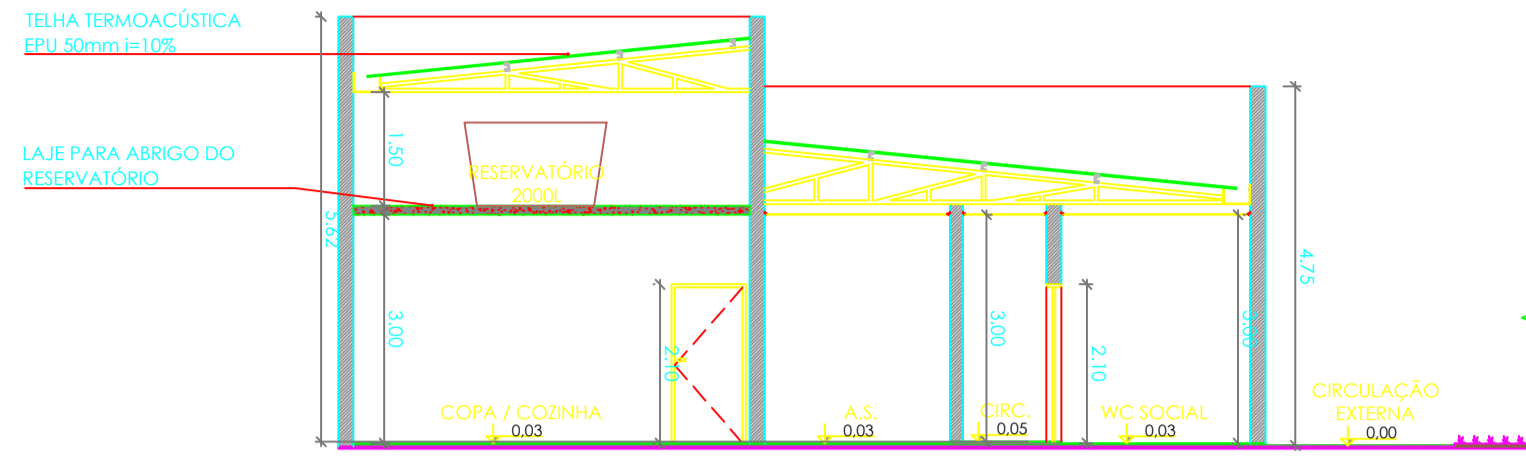 TELHA TERMOACÚSTICA
EPU 50mm i=10%
LAJE PARA ABRIGO DO
RESERVATÓRIO
5.62
1.50
RESERVATÓRIO
2000L
3.00
2.10
3.00
2.10
3.00
4.75
COPA / COZINHA
0,03
A.S.
0,03
CIRC.
0,05
WC SOCIAL
0,03
CIRCULAÇÃO
EXTERNA
0,00